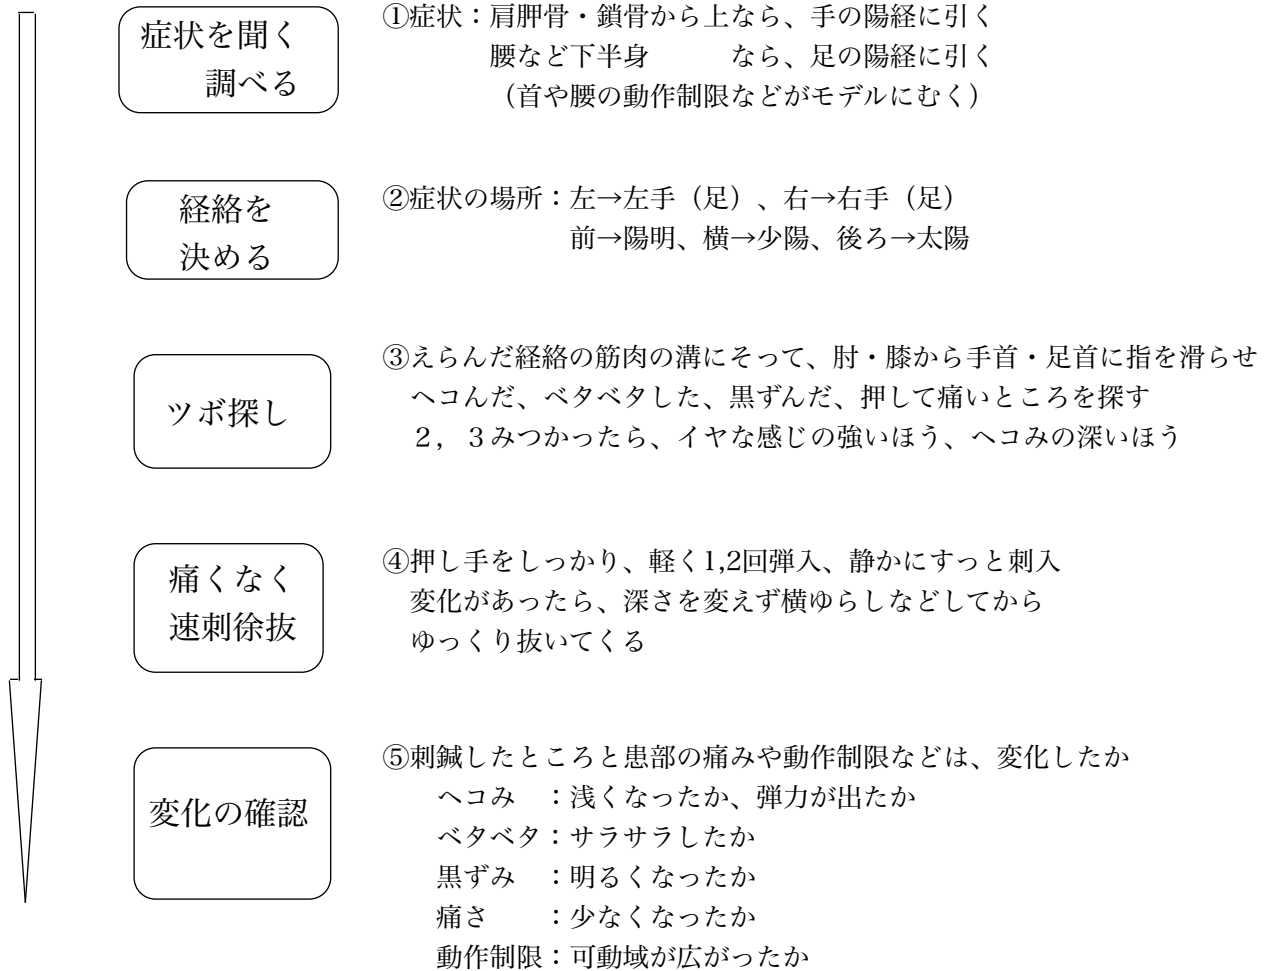 症状を聞く
調べる
①症状：肩胛骨・鎖骨から上なら、手の陽経に引く
腰など下半身　　　なら、足の陽経に引く
（首や腰の動作制限などがモデルにむく）
経絡を
決める
②症状の場所：左→左手（足）、右→右手（足）
前→陽明、横→少陽、後ろ→太陽
ツボ探し
③えらんだ経絡の筋肉の溝にそって、肘・膝から手首・足首に指を滑らせ
ヘコんだ、ベタベタした、黒ずんだ、押して痛いところを探す
２，３みつかったら、イヤな感じの強いほう、ヘコみの深いほう
痛くなく
速刺徐抜
④押し手をしっかり、軽く1,2回弾入、静かにすっと刺入
変化があったら、深さを変えず横ゆらしなどしてから
ゆっくり抜いてくる
変化の確認
⑤刺鍼したところと患部の痛みや動作制限などは、変化したか
ヘコみ　：浅くなったか、弾力が出たか
ベタベタ：サラサラしたか
黒ずみ　：明るくなったか
痛さ　　：少なくなったか
動作制限：可動域が広がったか